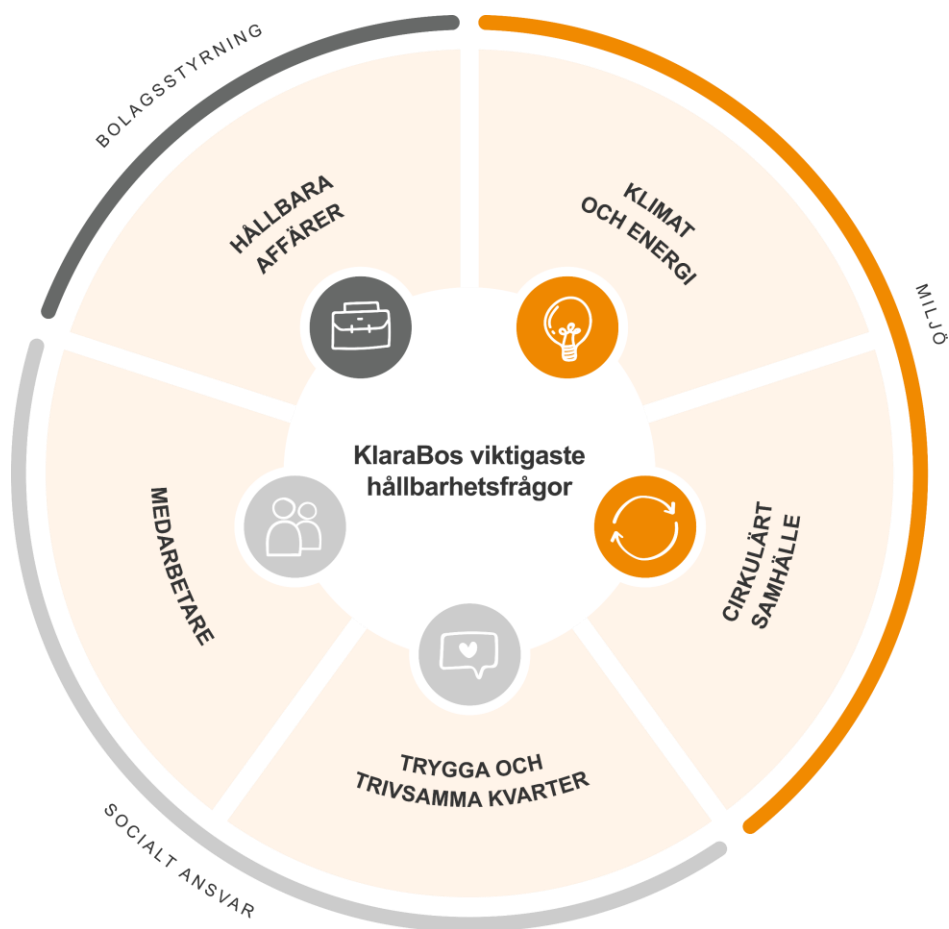 BOLAGSSTYRNING
HÅLLBARA
AFFÄRER
KLIMAT
OCH ENERGI
MILJÖ
KlaraBos viktigaste
hållbarhetsfrågor
MEDARBETARE
CIRKULÄRT
SAMHÄLLE
TRYGGA OCH
TRIVSAMMA KVARTER
SOCIALT ANSVAR